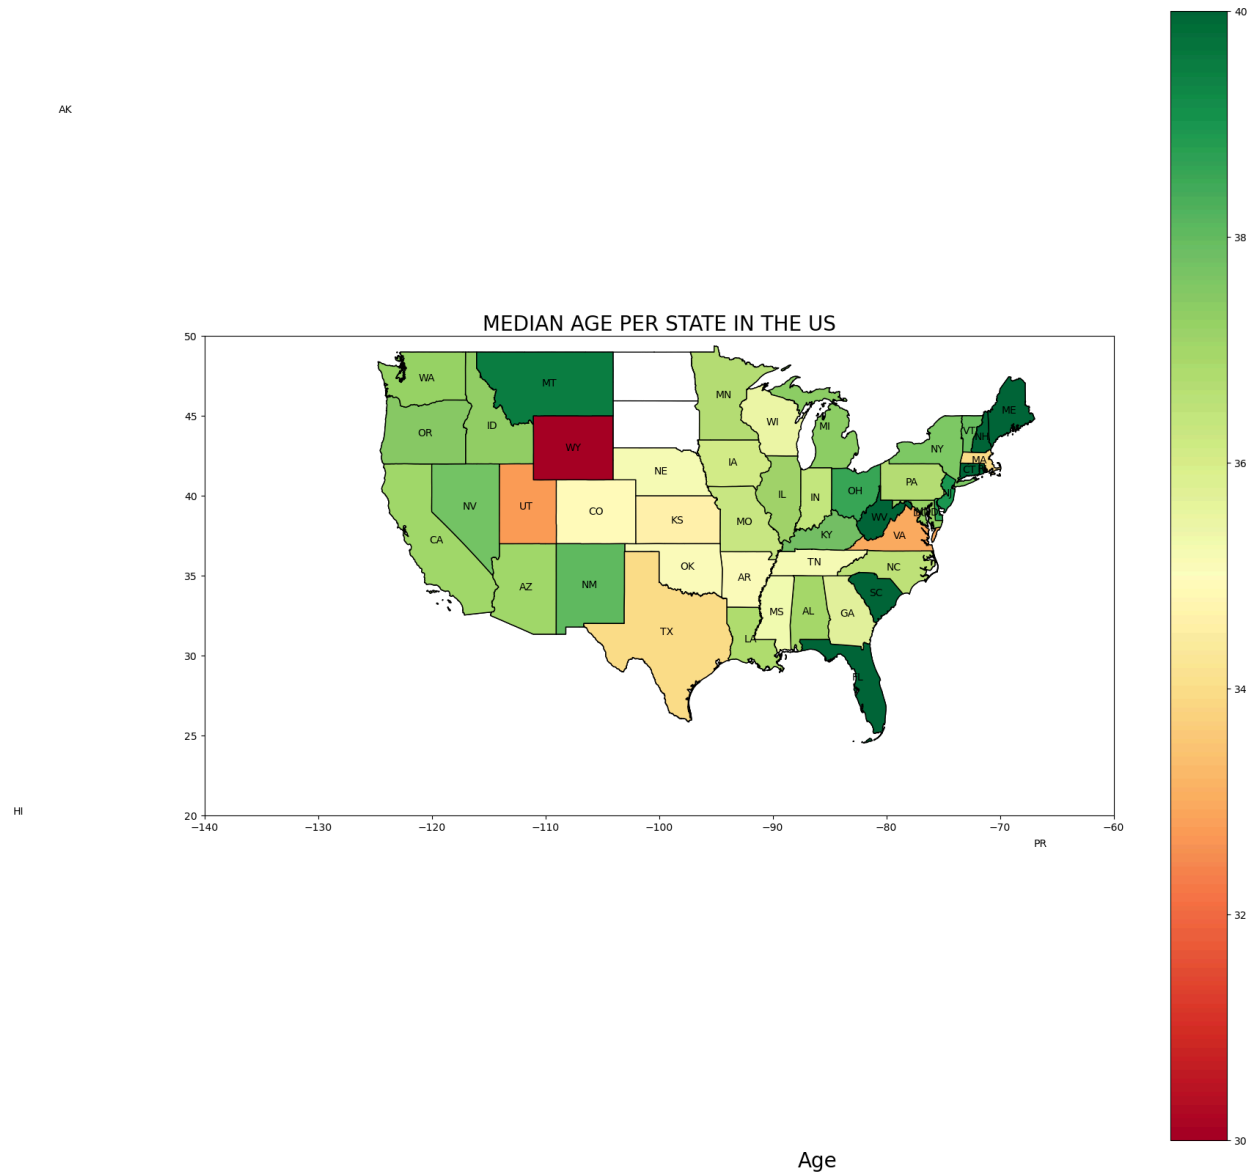 40
AK
38
MEDIAN AGE PER STATE IN THE US
50
WA
MT
MN
ME
45
OR
ID
WI
MI
VT
NH
WY
NY
MA
NE
IA
CT
PA
40
NV
UT
CO
KS
MO
IL
IN
OH
NJ
WV
KY
VA
CA
36
35
AZ
NM
OK
AR
TN
NC
TX
MS
AL
GA
SC
30
LA
FL
34
25
HI
20
−140
−130
−120
−110
−100
−90
−80
−70
−60
PR
32
30
Age